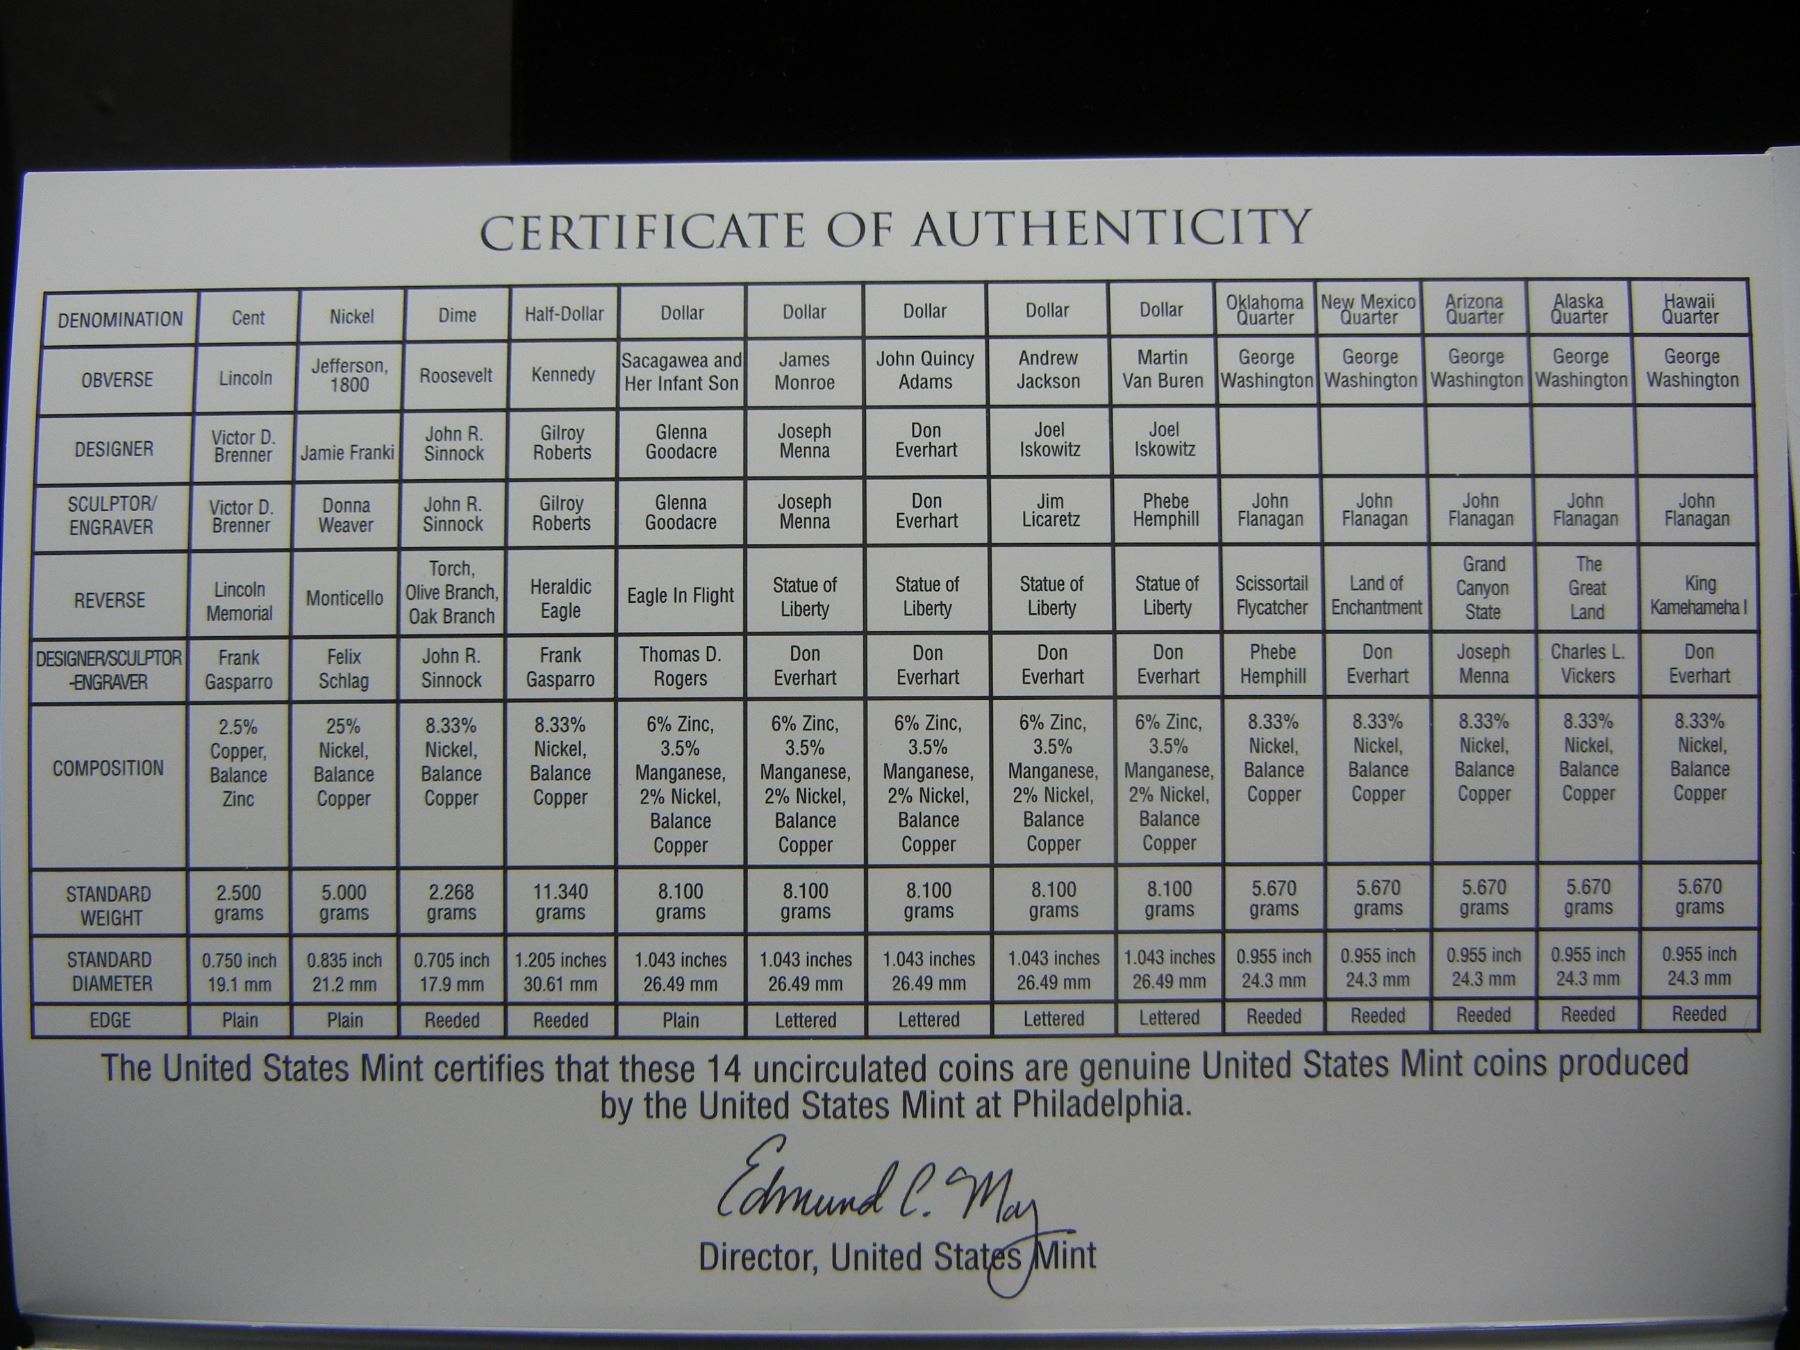 CERTIFICATE OF AUTHENTICITY
DENOMINATION Cent Nickel Dime Half-Dollar Dollar Dollar Dollar Dollar Dollar Oklahoma Quarter New Mexico Quarter Arizona Quarter Alaska Quarter Hawaii Quarter
OBVERSE Lincoln Jefferson, 1800 Roosevelt Kennedy Sacagawea and Her Infant Son James Monroe John Quincy Adams Andrew Jackson Martin Van Buren George Washington George Washington George Washington George Washington George Washington
DESIGNER Victor D. Brenner Jamie Franki John R. Sinnock Gilroy Roberts Glenna Goodacre Joseph Menna Don Everhart Joel Iskowitz Joel Iskowitz
SCULPTOR/ ENGRAVER Victor D. Brenner Donna Weaver John R. Sinnock Gilroy Roberts Glenna Goodacre Joseph Menna Don Everhart Jim Licaretz Phebe Hemphill John Flanagan John Flanagan John Flanagan John Flanagan John Flanagan
REVERSE Lincoln Memorial Monticello Torch, Olive Branch, Oak Branch Heraldic Eagle Eagle In Flight Statue of Liberty Statue of Liberty Statue of Liberty Statue of Liberty Scissortail Flycatcher Land of Enchantment Grand Canyon State The Great Land King Kamehameha I
DESIGNER/SCULPTOR -ENGRAVER Frank Gasparro Felix Schlag John R. Sinnock Frank Gasparro Thomas D. Rogers Don Everhart Don Everhart Don Everhart Don Everhart Phebe Hemphill Don Everhart Joseph Menna Charles L. Vickers Don Everhart
COMPOSITION 2.5% Copper, Balance Zinc 25% Nickel, Balance Copper 8.33% Nickel, Balance Copper 8.33% Nickel, Balance Copper 6% Zinc, 3.5% Manganese, 2% Nickel, Balance Copper 6% Zinc, 3.5% Manganese, 2% Nickel, Balance Copper 6% Zinc, 3.5% Manganese, 2% Nickel, Balance Copper 6% Zinc, 3.5% Manganese, 2% Nickel, Balance Copper 6% Zinc, 3.5% Manganese, 2% Nickel, Balance Copper 8.33% Nickel, Balance Copper 8.33% Nickel, Balance Copper 8.33% Nickel, Balance Copper 8.33% Nickel, Balance Copper 8.33% Nickel, Balance Copper
STANDARD WEIGHT 2.500 grams 5.000 grams 2.268 grams 11.340 grams 8.100 grams 8.100 grams 8.100 grams 8.100 grams 8.100 grams 5.670 grams 5.670 grams 5.670 grams 5.670 grams 5.670 grams
STANDARD DIAMETER 0.750 inch 19.1 mm 0.835 inch 21.2 mm 0.705 inch 17.9 mm 1.205 inches 30.61 mm 1.043 inches 26.49 mm 1.043 inches 26.49 mm 1.043 inches 26.49 mm 1.043 inches 26.49 mm 1.043 inches 26.49 mm 0.955 inch 24.3 mm 0.955 inch 24.3 mm 0.955 inch 24.3 mm 0.955 inch 24.3 mm 0.955 inch 24.3 mm
EDGE Plain Plain Reeded Reeded Plain Lettered Lettered Lettered Lettered Reeded Reeded Reeded Reeded Reeded
The United States Mint certifies that these 14 uncirculated coins are genuine United States Mint coins produced
by the United States Mint at Philadelphia.
Edmund C. Moy
Director, United States Mint